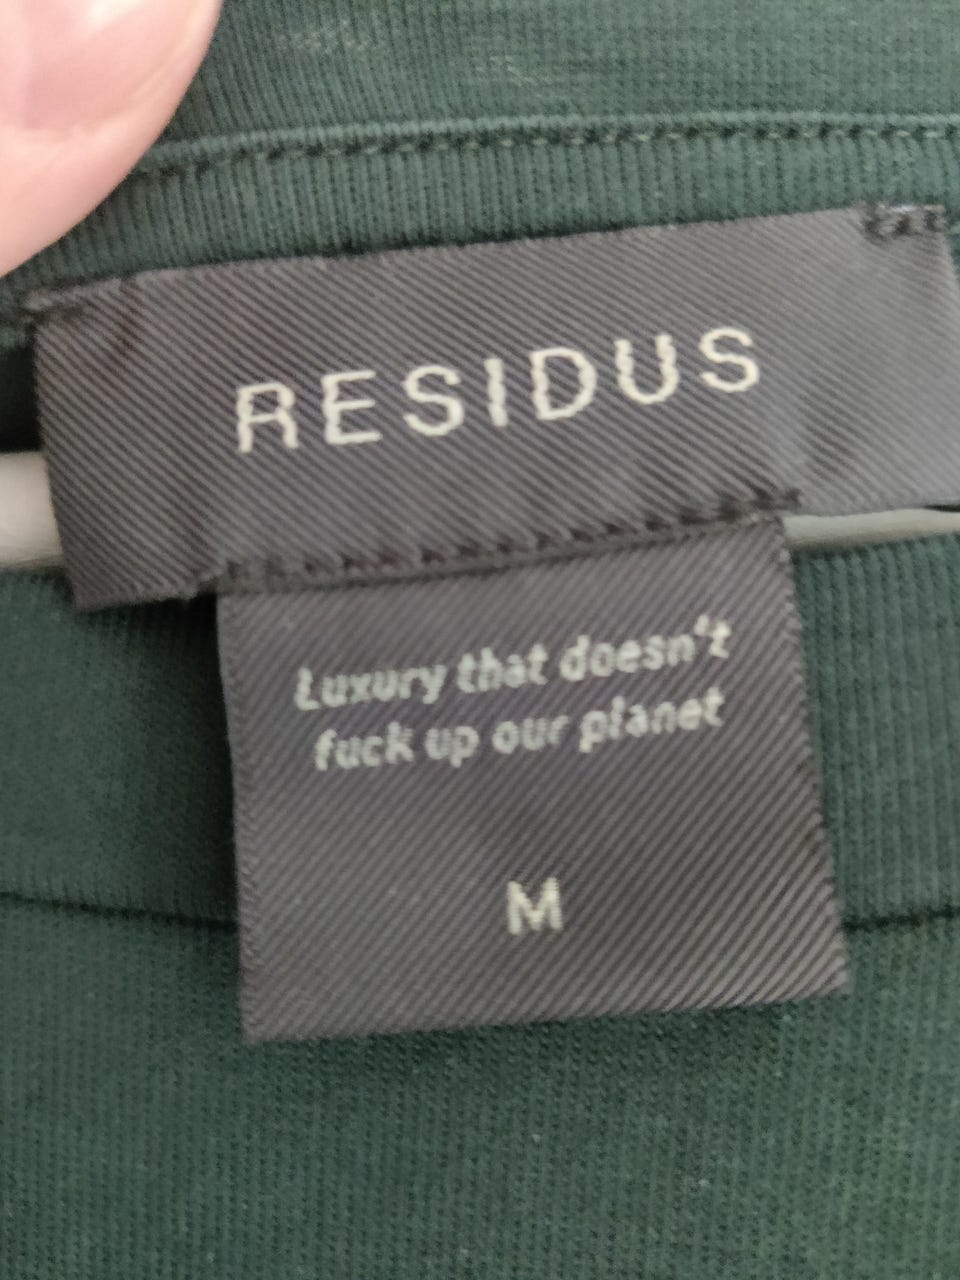 RESIDUS
Luxury that doesn't
fuck up our planet
M